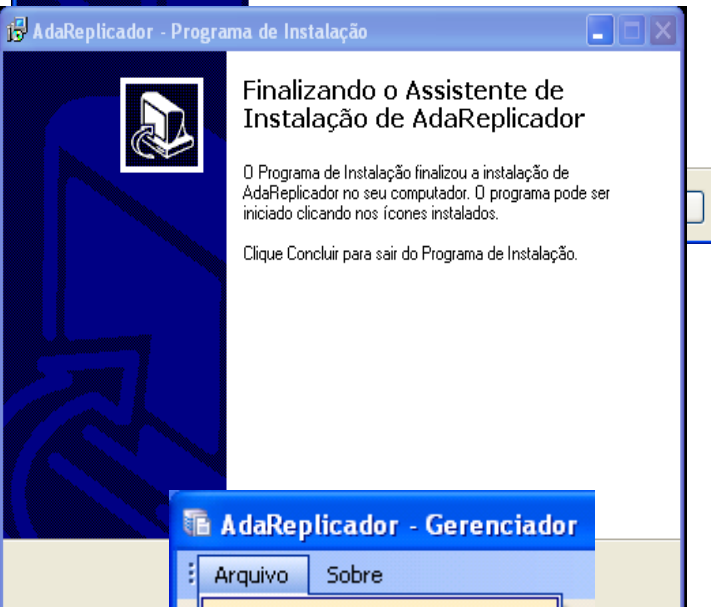 AdaReplicador - Programa de Instalação
Finalizando o Assistente de
Instalação de AdaReplicador
O Programa de Instalação finalizou a instalação de
AdaReplicador no seu computador. O programa pode ser
iniciado clicando nos ícones instalados.
Clique Concluir para sair do Programa de Instalação.
AdaReplicador - Gerenciador
Arquivo Sobre